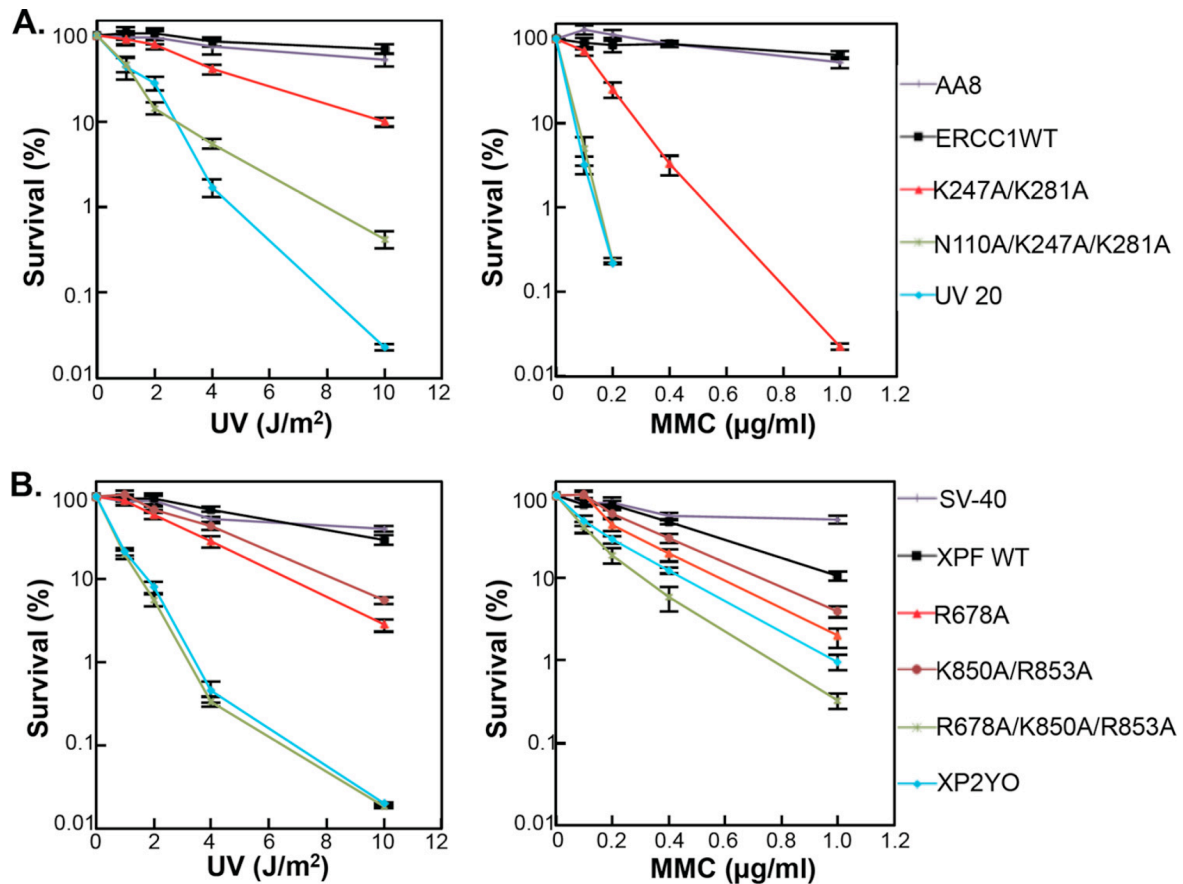 A.
Survival (%)
100
10
1
0.1
0.01
0 2 4 6 8 10 12
UV (J/m²)
Survival (%)
100
10
1
0.1
0.01
0 0.2 0.4 0.6 0.8 1.0 1.2
MMC (µg/ml)
AA8
ERCC1WT
K247A/K281A
N110A/K247A/K281A
UV 20
B.
Survival (%)
100
10
1
0.1
0.01
0 2 4 6 8 10 12
UV (J/m²)
Survival (%)
100
10
1
0.1
0.01
0 0.2 0.4 0.6 0.8 1.0 1.2
MMC (µg/ml)
SV-40
XPF WT
R678A
K850A/R853A
R678A/K850A/R853A
XP2YO